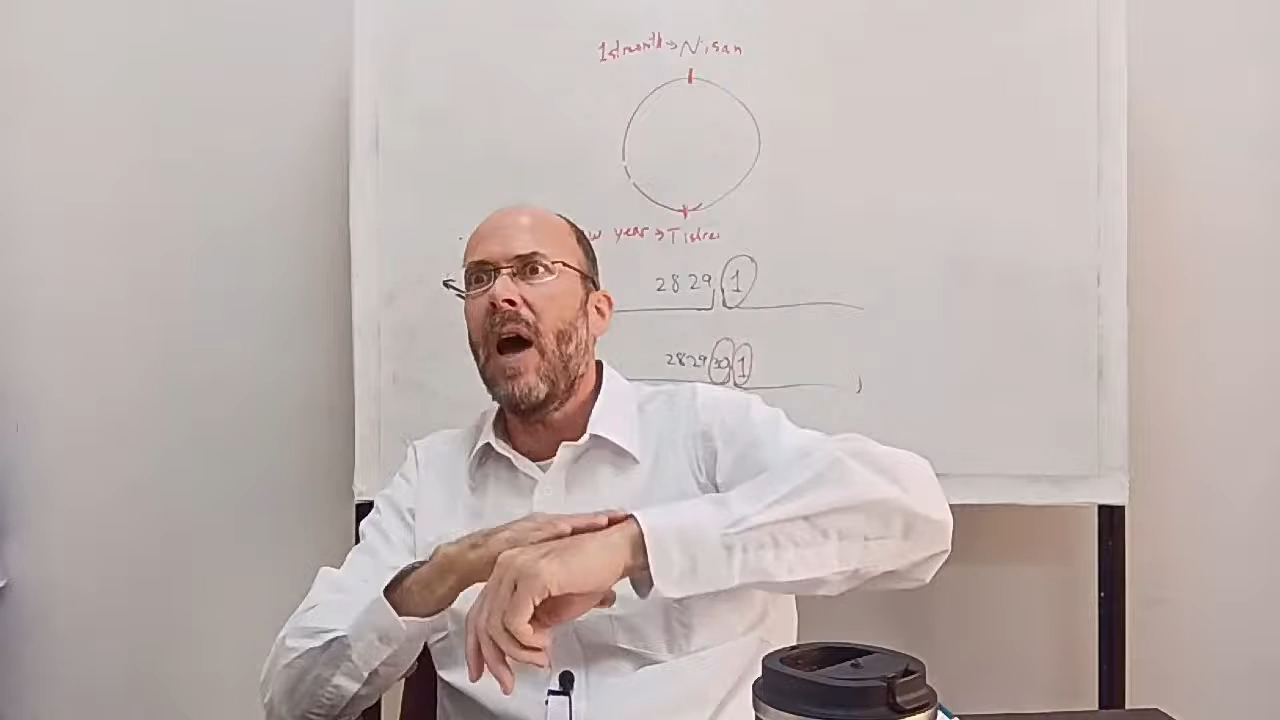 1st month → Nisan
year → Tishrei
28 29 1
28 29 30 1